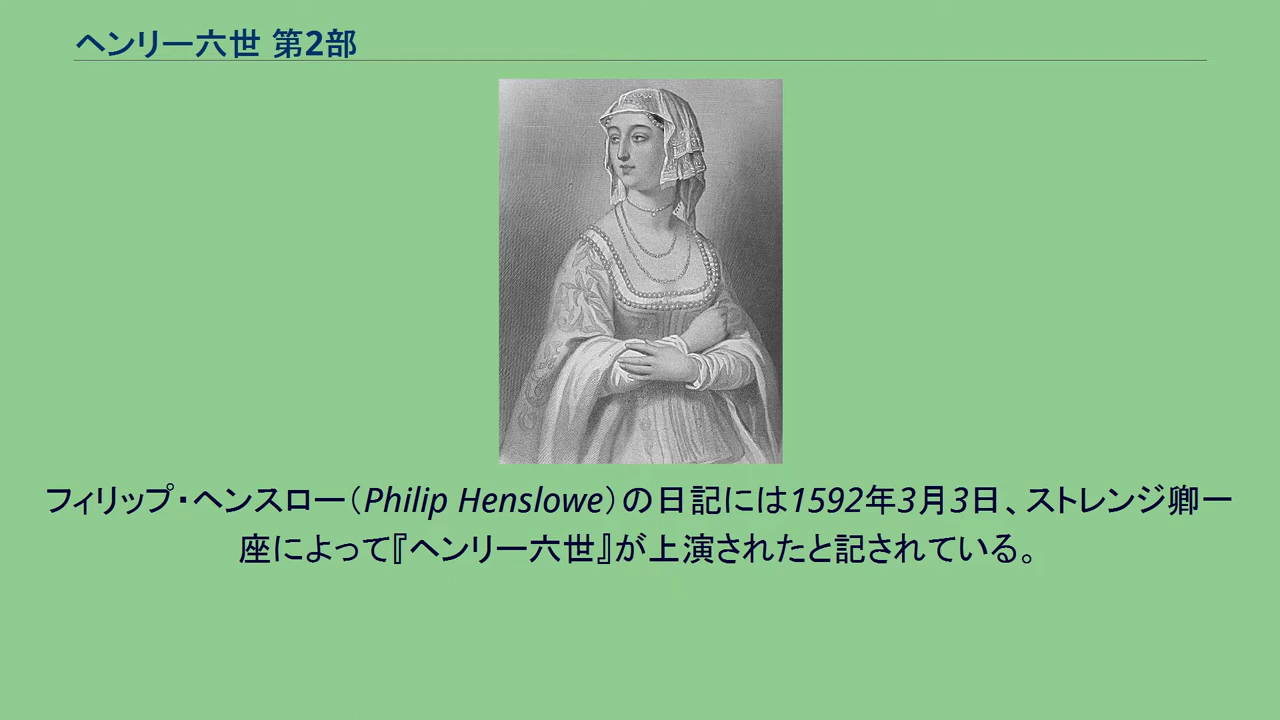 ヘンリー六世 第2部
フィリップ・ヘンスロー（Philip Henslowe）の日記には1592年3月3日、ストレンジ卿一
座によって『ヘンリー六世』が上演されたと記されている。